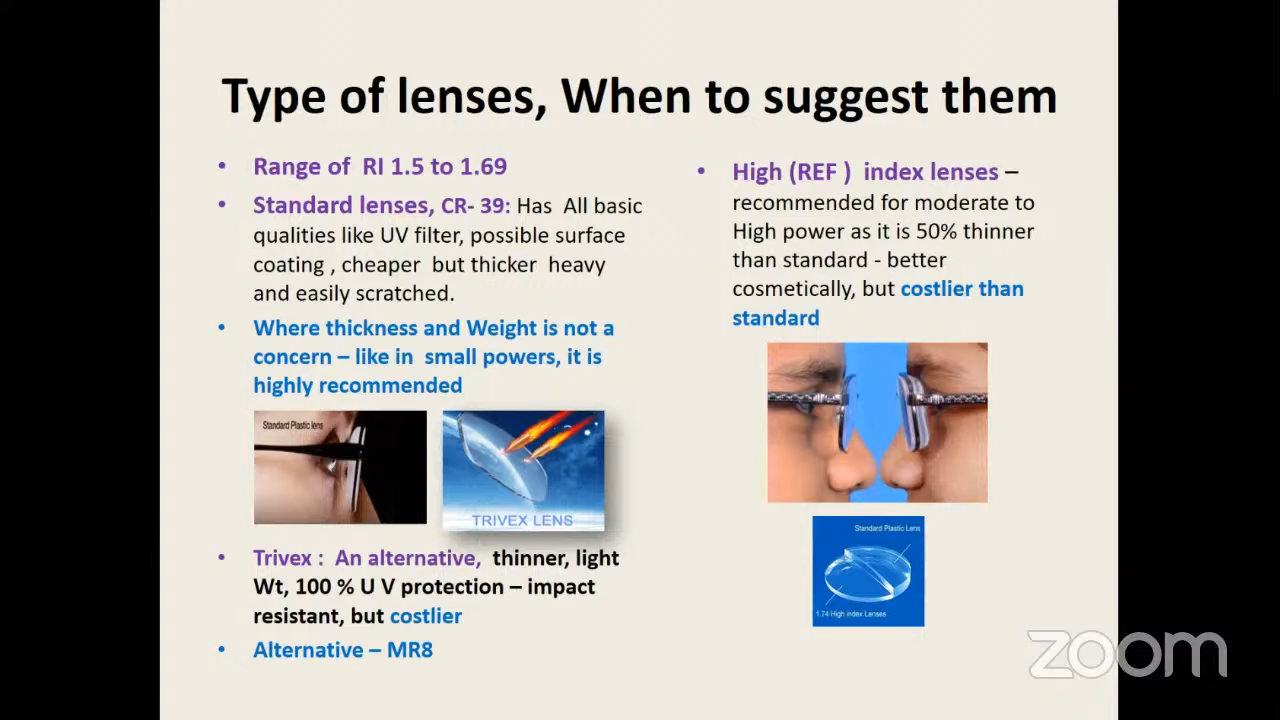 Type of lenses, When to suggest them
• Range of RI 1.5 to 1.69
• Standard lenses, CR- 39: Has All basic
qualities like UV filter, possible surface
coating , cheaper but thicker heavy
and easily scratched.
• Where thickness and Weight is not a
concern – like in small powers, it is
highly recommended
Standard Plastic lens
TRIVEX LENS
• Trivex : An alternative, thinner, light
Wt, 100 % U V protection – impact
resistant, but costlier
• Alternative – MR8
• High (REF ) index lenses –
recommended for moderate to
High power as it is 50% thinner
than standard - better
cosmetically, but costlier than
standard
Standard Plastic Lens
1.74 High index Lenses
zoom